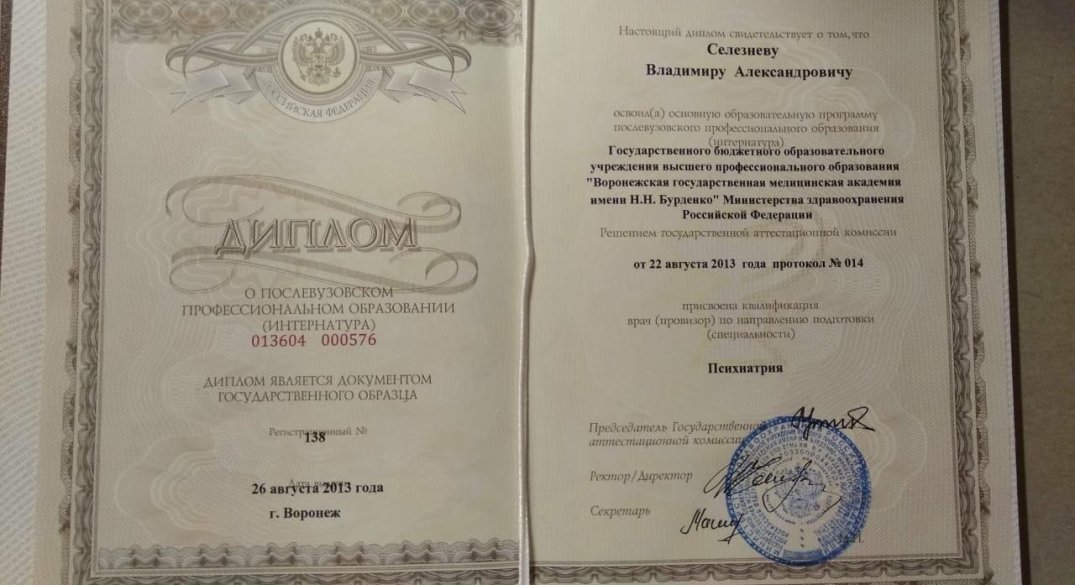 РОССИЙСКАЯ ФЕДЕРАЦИЯ
ДИПЛОМ
О ПОСЛЕВУЗОВСКОМ
ПРОФЕССИОНАЛЬНОМ ОБРАЗОВАНИИ
(ИНТЕРНАТУРА)
013604 000576
ДИПЛОМ ЯВЛЯЕТСЯ ДОКУМЕНТОМ
ГОСУДАРСТВЕННОГО ОБРАЗЦА
Регистрационный №
138
Дата
26 августа 2013 года
г. Воронеж
Настоящий диплом свидетельствует о том, что
Селезневу
Владимиру Александровичу
освоил(а) основную образовательную программу
послевузовского профессионального образования
(интернатура)
Государственного бюджетного образовательного
учреждения высшего профессионального образования
"Воронежская государственная медицинская академия
имени Н.Н. Бурденко" Министерства здравоохранения
Российской Федерации
Решением государственной аттестационной комиссии
от 22 августа 2013 года протокол № 014
присвоена квалификация
врач (провизор) по направлению подготовки
(специальности)
Психиатрия
Председатель Государственной
аттестационной комиссии
Ректор/Директор
Секретарь